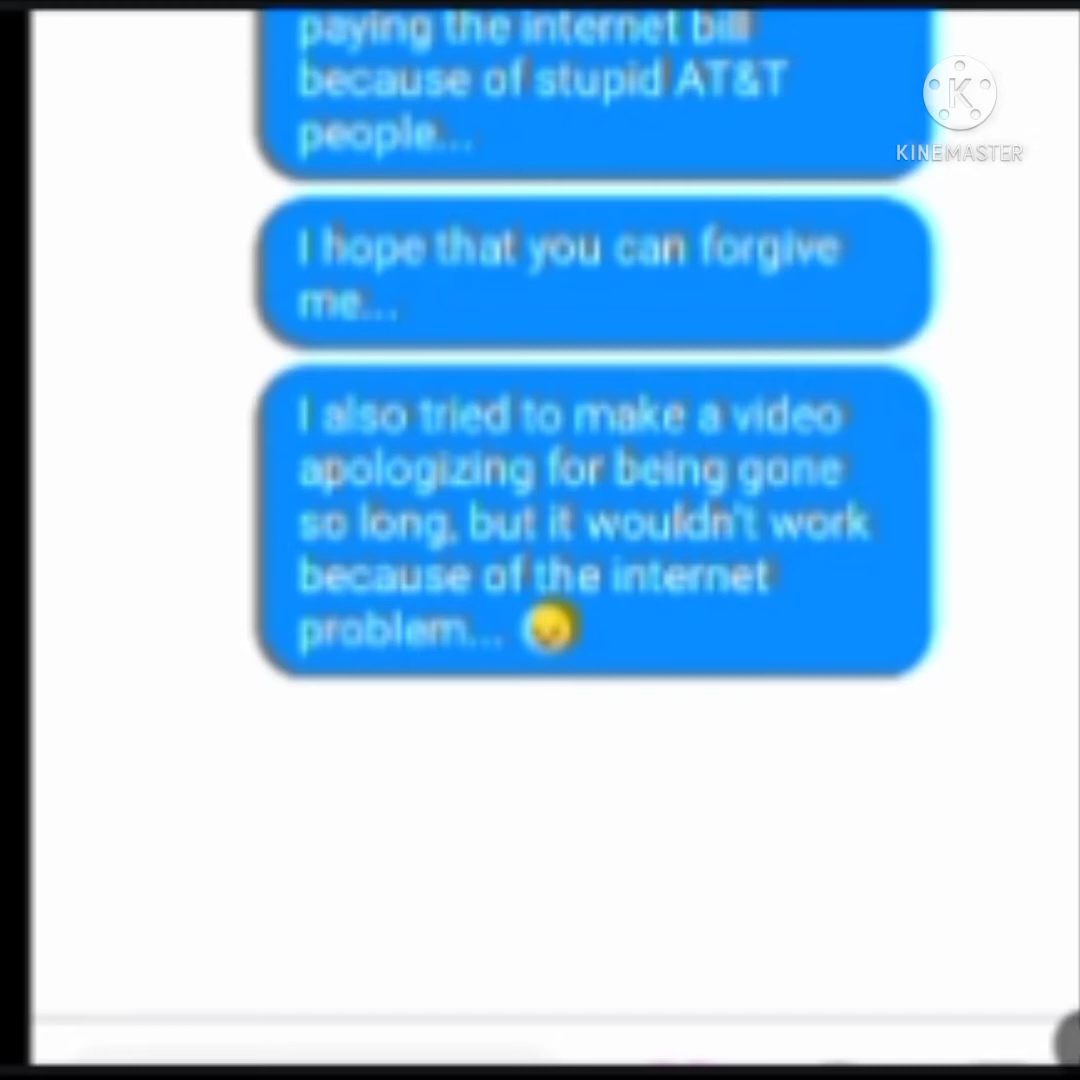 paying the internet bill
because of stupid AT&T
people...
I hope that you can forgive
me...
I also tried to make a video
apologizing for being gone
so long, but it wouldn't work
because of the internet
problem... 😞
K
KINEMASTER